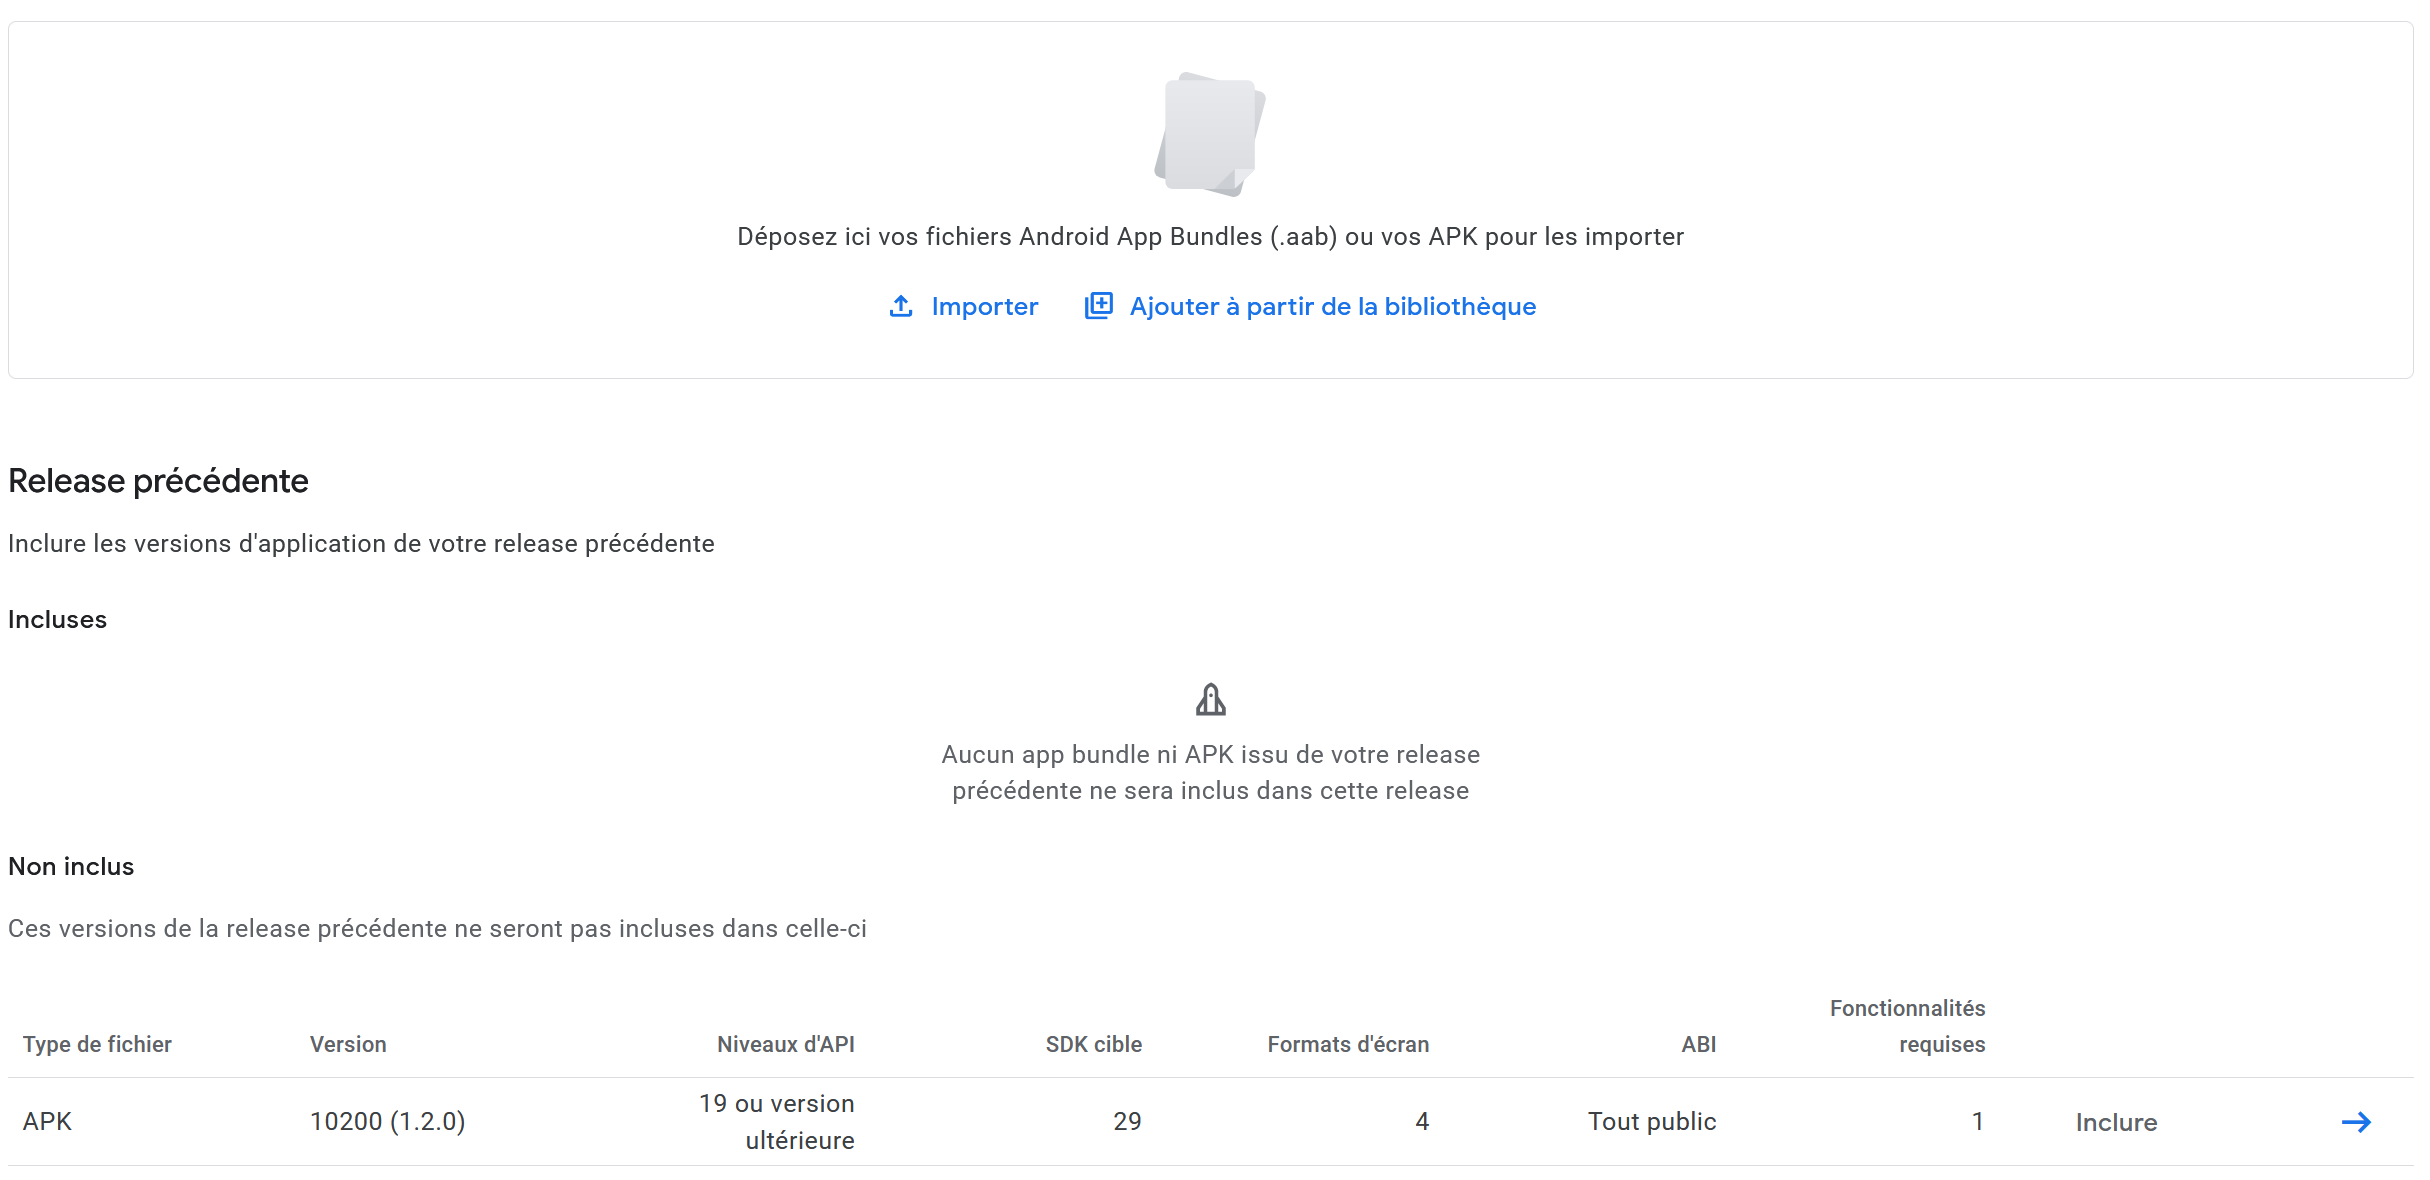 Déposez ici vos fichiers Android App Bundles (.aab) ou vos APK pour les importer
Importer Ajouter à partir de la bibliothèque
Release précédente
Inclure les versions d'application de votre release précédente
Incluses
Aucun app bundle ni APK issu de votre release
précédente ne sera inclus dans cette release
Non inclus
Ces versions de la release précédente ne seront pas incluses dans celle-ci
Type de fichier Version Niveaux d'API SDK cible Formats d'écran ABI Fonctionnalités requises
APK 10200 (1.2.0) 19 ou version ultérieure 29 4 Tout public 1 Inclure